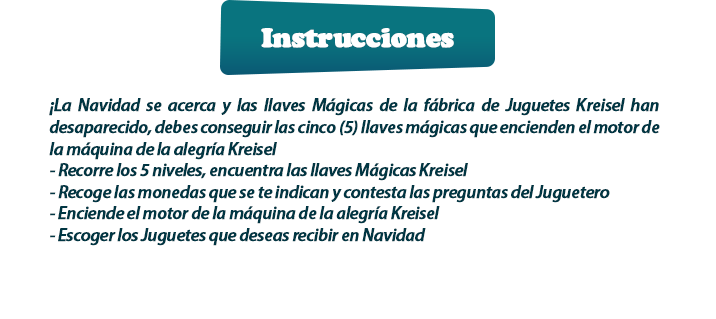 Instrucciones
¡La Navidad se acerca y las llaves Mágicas de la fábrica de Juguetes Kreisel han
desaparecido, debes conseguir las cinco (5) llaves mágicas que encienden el motor de
la máquina de la alegría Kreisel
- Recorre los 5 niveles, encuentra las llaves Mágicas Kreisel
- Recoge las monedas que se te indican y contesta las preguntas del Juguetero
- Enciende el motor de la máquina de la alegría Kreisel
- Escoger los Juguetes que deseas recibir en Navidad